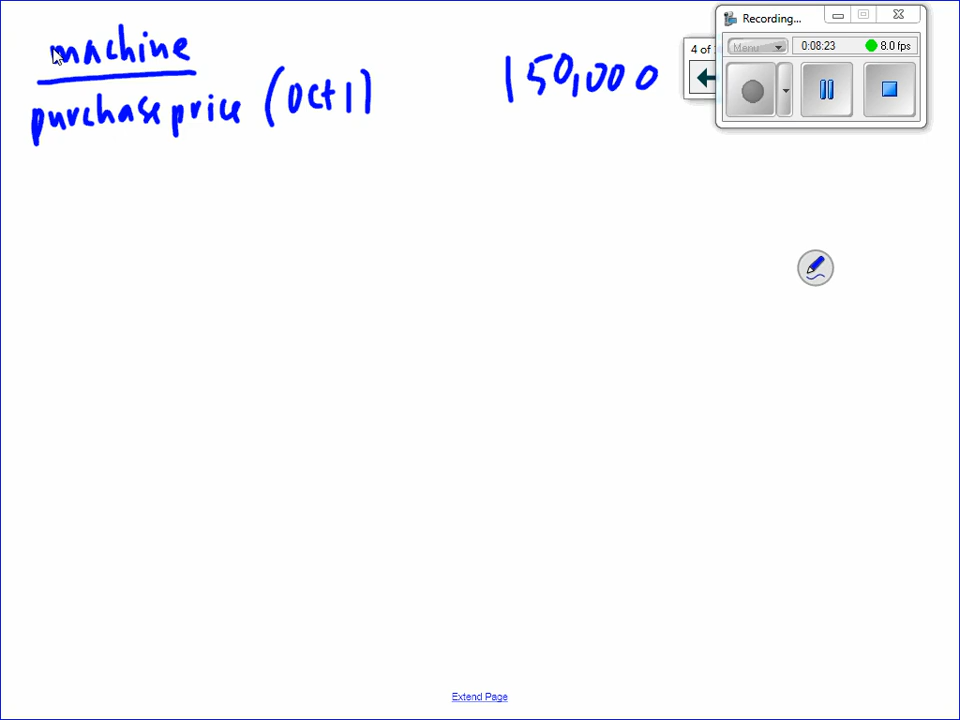 machine
purchase price (Oct 1) 150,000
Recording...
Menu 0:08:23 8.0 fps
4 of
Extend Page